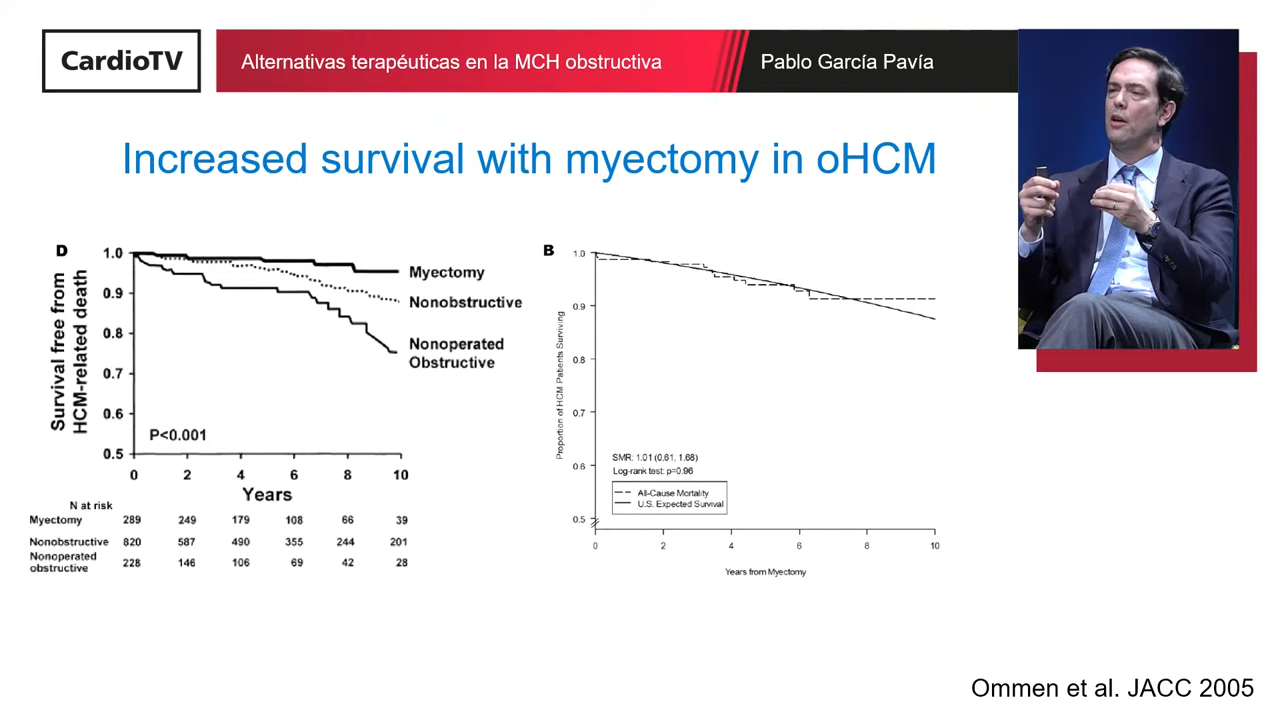 CardioTV
Alternativas terapéuticas en la MCH obstructiva
Pablo García Pavía
Increased survival with myectomy in oHCM
D
Survival free from
HCM-related death
1.0
0.9
0.8
0.7
0.6
0.5
Myectomy
Nonobstructive
Nonoperated
Obstructive
P<0.001
0 2 4 6 8 10
Years
N at risk
Myectomy 289 249 179 108 66 39
Nonobstructive 820 587 490 355 244 201
Nonoperated
obstructive 228 146 106 69 42 28
B
Proportion of HCM Patients Surviving
1.0
0.9
0.8
0.7
0.6
0.5
SMR: 1.01 (0.61, 1.68)
Log-rank test: p=0.96
All-Cause Mortality
U.S. Expected Survival
0 2 4 6 8 10
Years from Myectomy
Ommen et al. JACC 2005